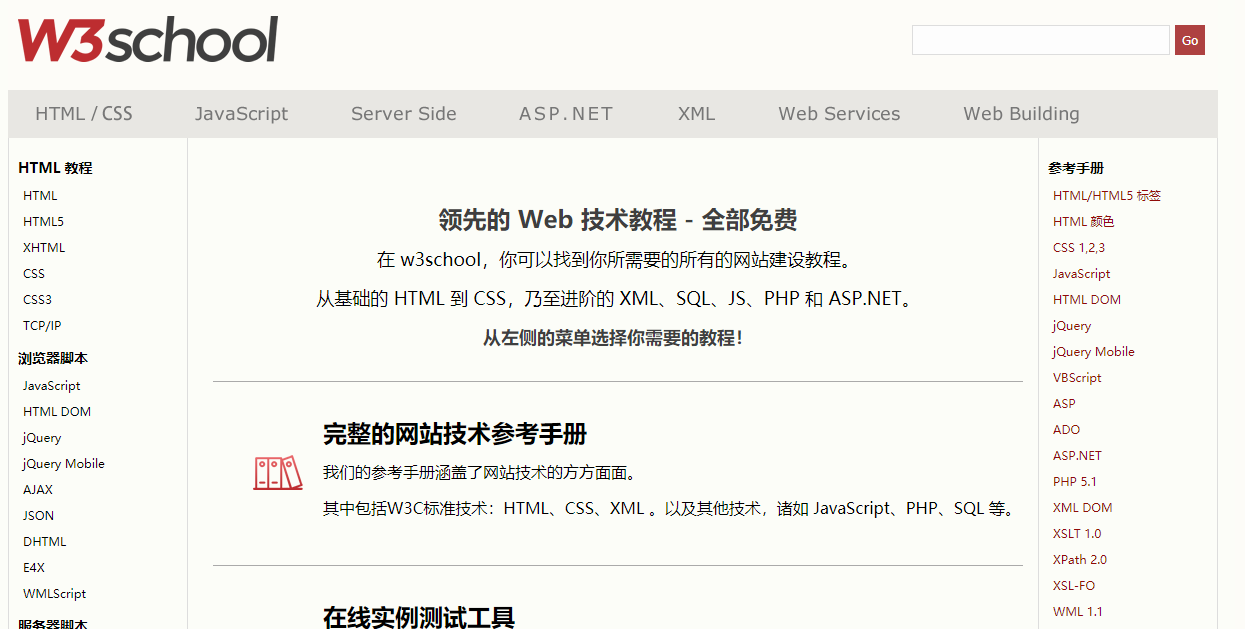 W3school
Go
HTML / CSS
JavaScript
Server Side
ASP.NET
XML
Web Services
Web Building
HTML 教程
HTML
HTML5
XHTML
CSS
CSS3
TCP/IP
浏览器脚本
JavaScript
HTML DOM
jQuery
jQuery Mobile
AJAX
JSON
DHTML
E4X
WMLScript
服务器脚本
领先的 Web 技术教程 - 全部免费
在 w3school，你可以找到你所需要的所有的网站建设教程。
从基础的 HTML 到 CSS，乃至进阶的 XML、SQL、JS、PHP 和 ASP.NET。
从左侧的菜单选择你需要的教程！
完整的网站技术参考手册
我们的参考手册涵盖了网站技术的方方面面。
其中包括W3C标准技术：HTML、CSS、XML 。以及其他技术，诸如 JavaScript、PHP、SQL 等。
在线实例测试工具
参考手册
HTML/HTML5 标签
HTML 颜色
CSS 1,2,3
JavaScript
HTML DOM
jQuery
jQuery Mobile
VBScript
ASP
ADO
ASP.NET
PHP 5.1
XML DOM
XSLT 1.0
XPath 2.0
XSL-FO
WML 1.1